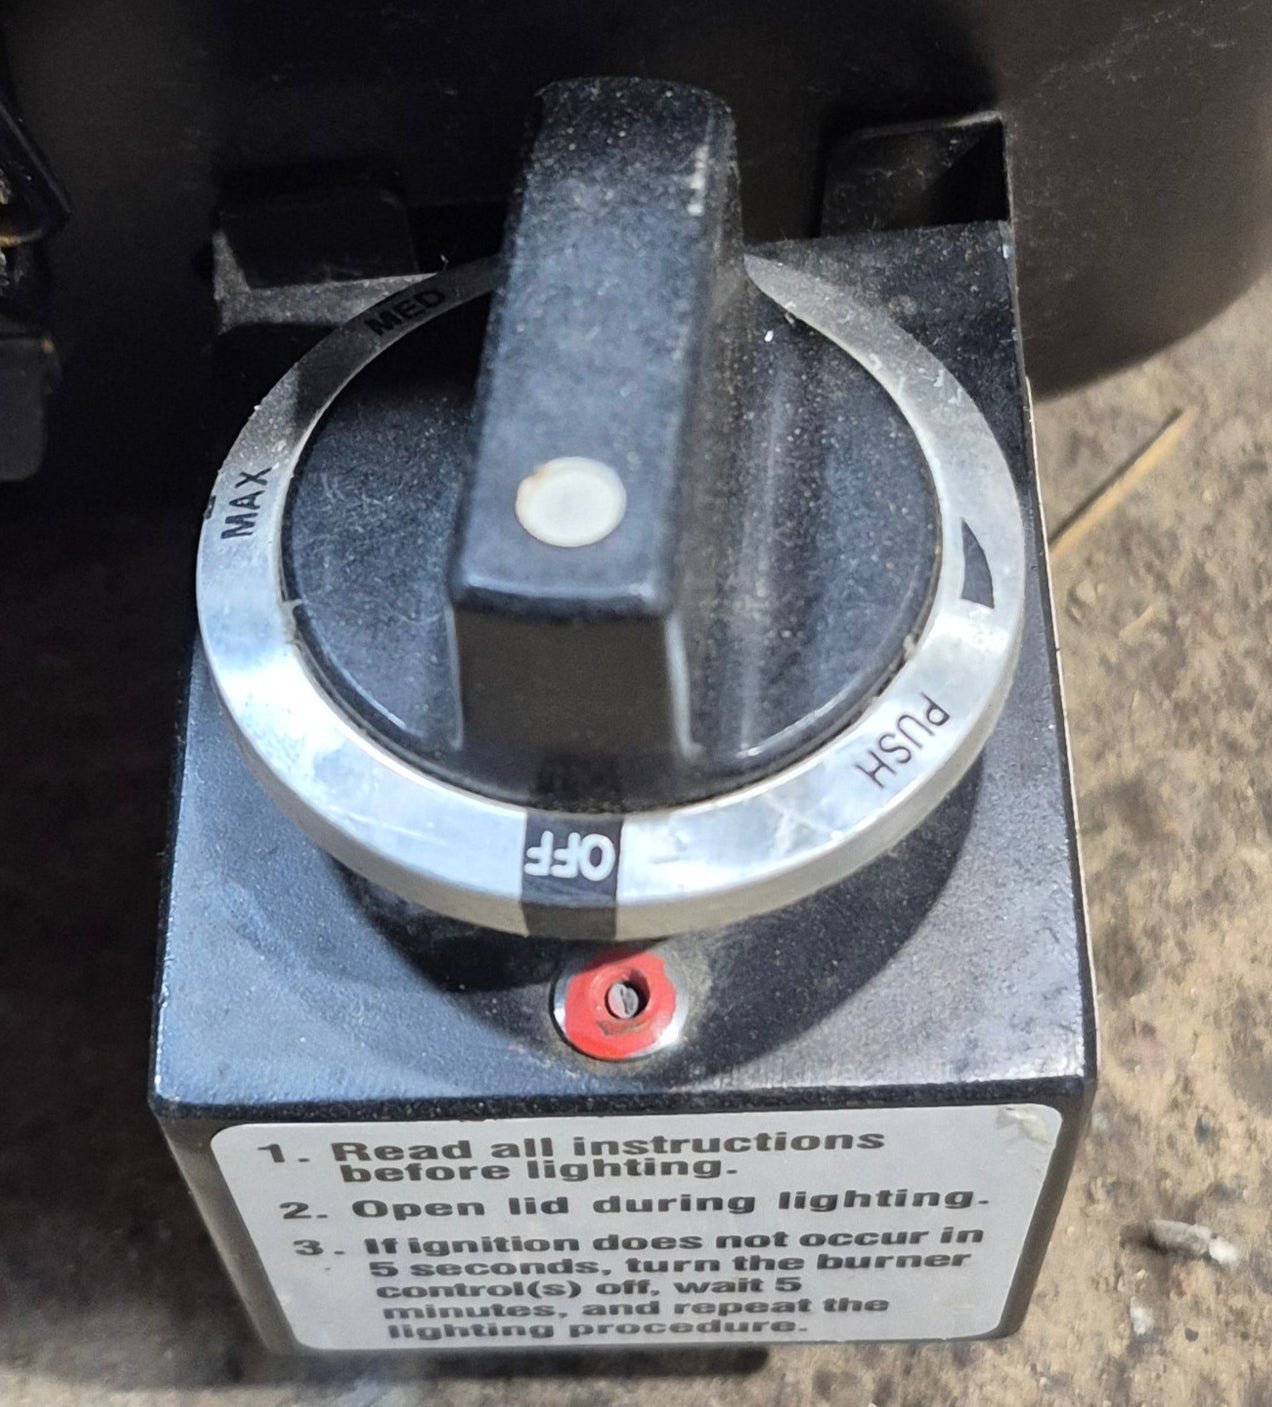 MED
MAX
PUSH
OFF
1. Read all instructions
before lighting.
2. Open lid during lighting.
3. If ignition does not occur in
5 seconds, turn the burner
control(s) off, wait 5
minutes, and repeat the
lighting procedure.